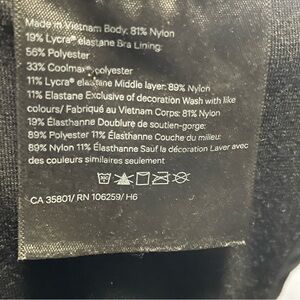 Made in Vietnam Body: 81% Nylon
19% Lycra® elastane Bra Lining:
56% Polyester
33% Coolmax® polyester
11% Lycra® elastane Middle layer: 89% Nylon
11% Elastane Exclusive of decoration Wash with like
colours/ Fabriqué au Vietnam Corps: 81% Nylon
19% Élasthanne Doublure de soutien-gorge:
89% Polyester 11% Élasthanne Couche du milieu:
89% Nylon 11% Élasthanne Sauf la décoration Laver avec
des couleurs similaires seulement
CA 35801/ RN 106259/ H6